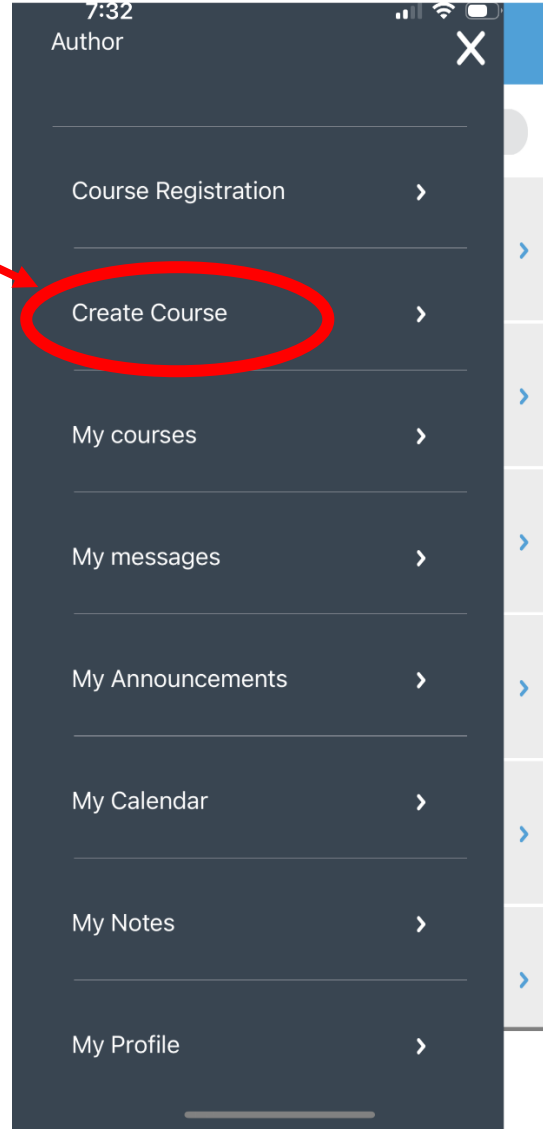 7:32
Author
Course Registration
Create Course
My courses
My messages
My Announcements
My Calendar
My Notes
My Profile